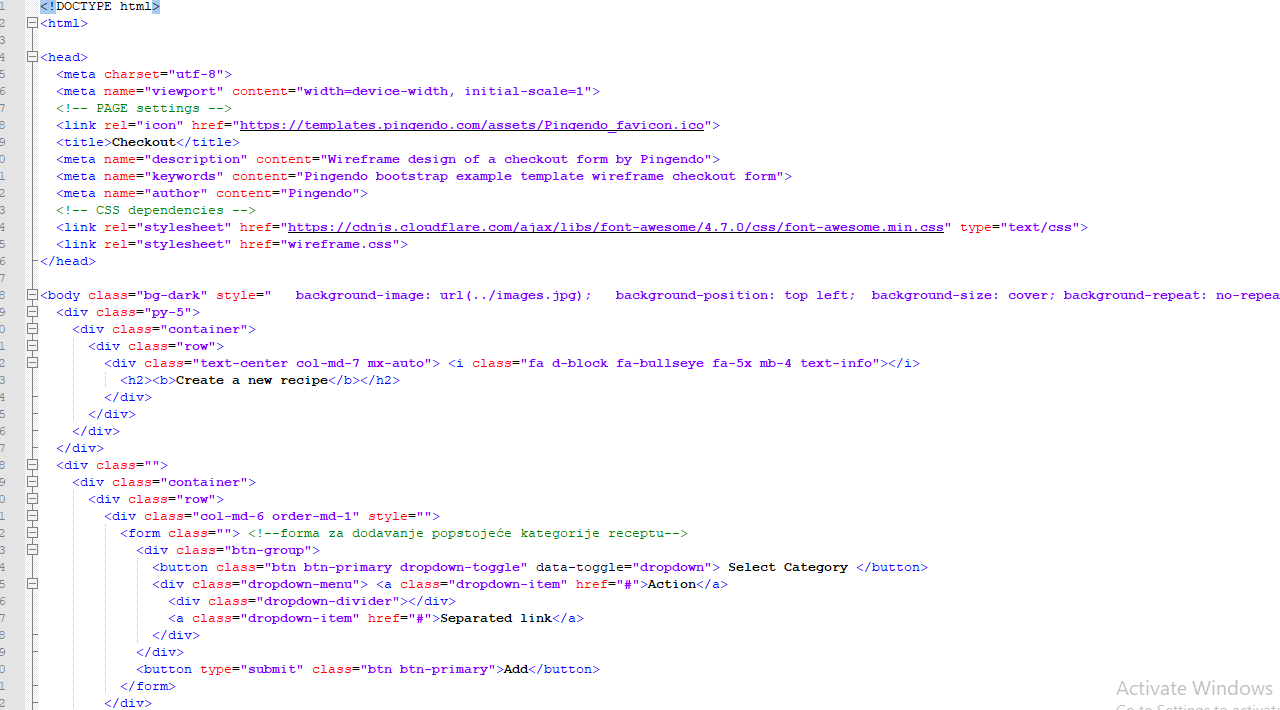 1 <!DOCTYPE html>
2 <html>
3
4 <head>
5 <meta charset="utf-8">
6 <meta name="viewport" content="width=device-width, initial-scale=1">
7 <!-- PAGE settings -->
8 <link rel="icon" href="https://templates.pingendo.com/assets/Pingendo_favicon.ico">
9 <title>Checkout</title>
0 <meta name="description" content="Wireframe design of a checkout form by Pingendo">
1 <meta name="keywords" content="Pingendo bootstrap example template wireframe checkout form">
2 <meta name="author" content="Pingendo">
3 <!-- CSS dependencies -->
4 <link rel="stylesheet" href="https://cdnjs.cloudflare.com/ajax/libs/font-awesome/4.7.0/css/font-awesome.min.css" type="text/css">
5 <link rel="stylesheet" href="wireframe.css">
6 </head>
7
8 <body class="bg-dark" style="   background-image: url(../images.jpg);   background-position: top left;  background-size: cover; background-repeat: no-repea
9 <div class="py-5">
0 <div class="container">
1 <div class="row">
2 <div class="text-center col-md-7 mx-auto"> <i class="fa d-block fa-bullseye fa-5x mb-4 text-info"></i>
3 <h2><b>Create a new recipe</b></h2>
4 </div>
5 </div>
6 </div>
7 </div>
8 <div class="">
9 <div class="container">
0 <div class="row">
1 <div class="col-md-6 order-md-1" style="">
2 <form class=""> <!--forma za dodavanje popstojeće kategorije receptu-->
3 <div class="btn-group">
4 <button class="btn btn-primary dropdown-toggle" data-toggle="dropdown"> Select Category </button>
5 <div class="dropdown-menu"> <a class="dropdown-item" href="#">Action</a>
6 <div class="dropdown-divider"></div>
7 <a class="dropdown-item" href="#">Separated link</a>
8 </div>
9 </div>
0 <button type="submit" class="btn btn-primary">Add</button>
1 </form>
2 </div>
Activate Windows
Go to Settings to activate